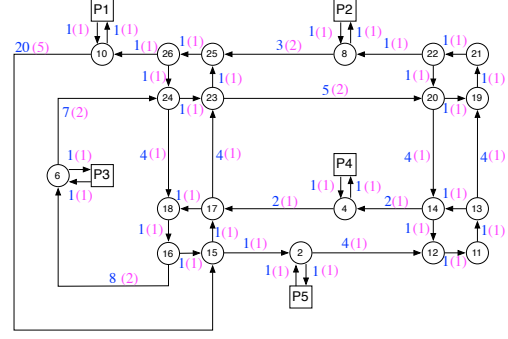 P1 P2
1(1) 1(1) 1(1) 1(1)
20(5) 10 1(1) 26 1(1) 25 3(2) 8 1(1) 22 1(1) 21
1(1) 1(1) 1(1) 1(1)
24 1(1) 23 5(2) 20 1(1) 19
7(2)
1(1) 4(1) 4(1) P4 4(1) 4(1)
6 P3
1(1) 1(1) 1(1)
18 1(1) 17 2(1) 4 2(1) 14 1(1) 13
1(1) 1(1) 1(1) 1(1)
16 1(1) 15 1(1) 2 4(1) 12 1(1) 11
8(2) 1(1) 1(1)
P5